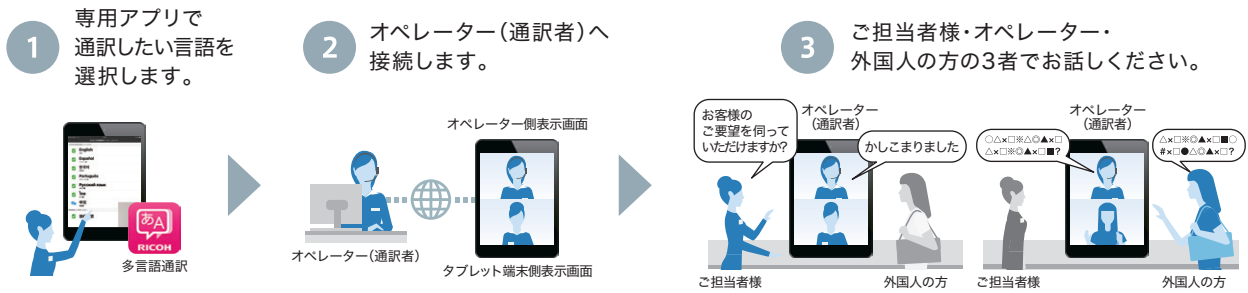 1
専用アプリで
通訳したい言語を
選択します。
English
Español
Português
Русский язык
ไทย
あA
RICOH
多言語通訳
2
オペレーター（通訳者）へ
接続します。
オペレーター側表示画面
オペレーター（通訳者）
タブレット端末側表示画面
3
ご担当者様・オペレーター・
外国人の方の3者でお話しください。
お客様の
ご要望を伺って
いただけますか?
オペレーター
（通訳者）
かしこまりました
ご担当者様
外国人の方
オペレーター
（通訳者）
○△×□※△◎▲×□
△×□※◎▲×□■?
△×□※◎▲×□■○
#×□●△◎▲×□?
ご担当者様
外国人の方